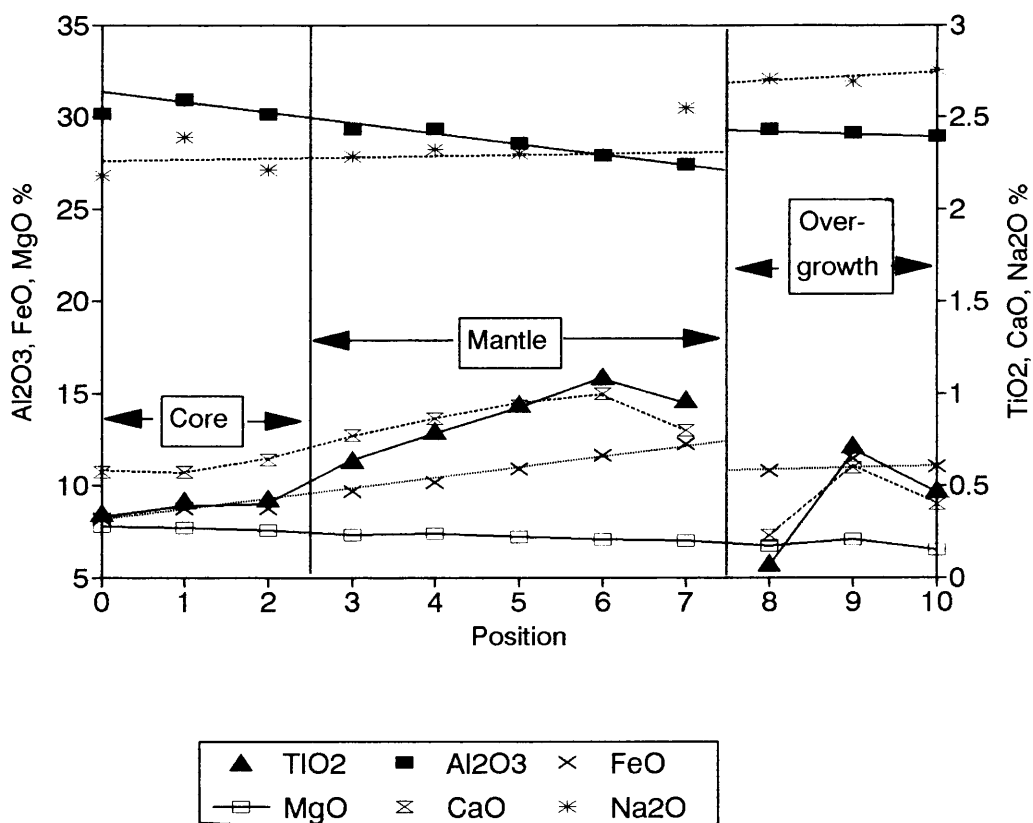 35
30
25
20
15
10
5
Al2O3, FeO, MgO %
3
2.5
2
1.5
1
0.5
0
TiO2, CaO, Na2O %
Over-
growth
Mantle
Core
0 1 2 3 4 5 6 7 8 9 10
Position
TIO2 Al2O3 FeO
MgO CaO Na2O